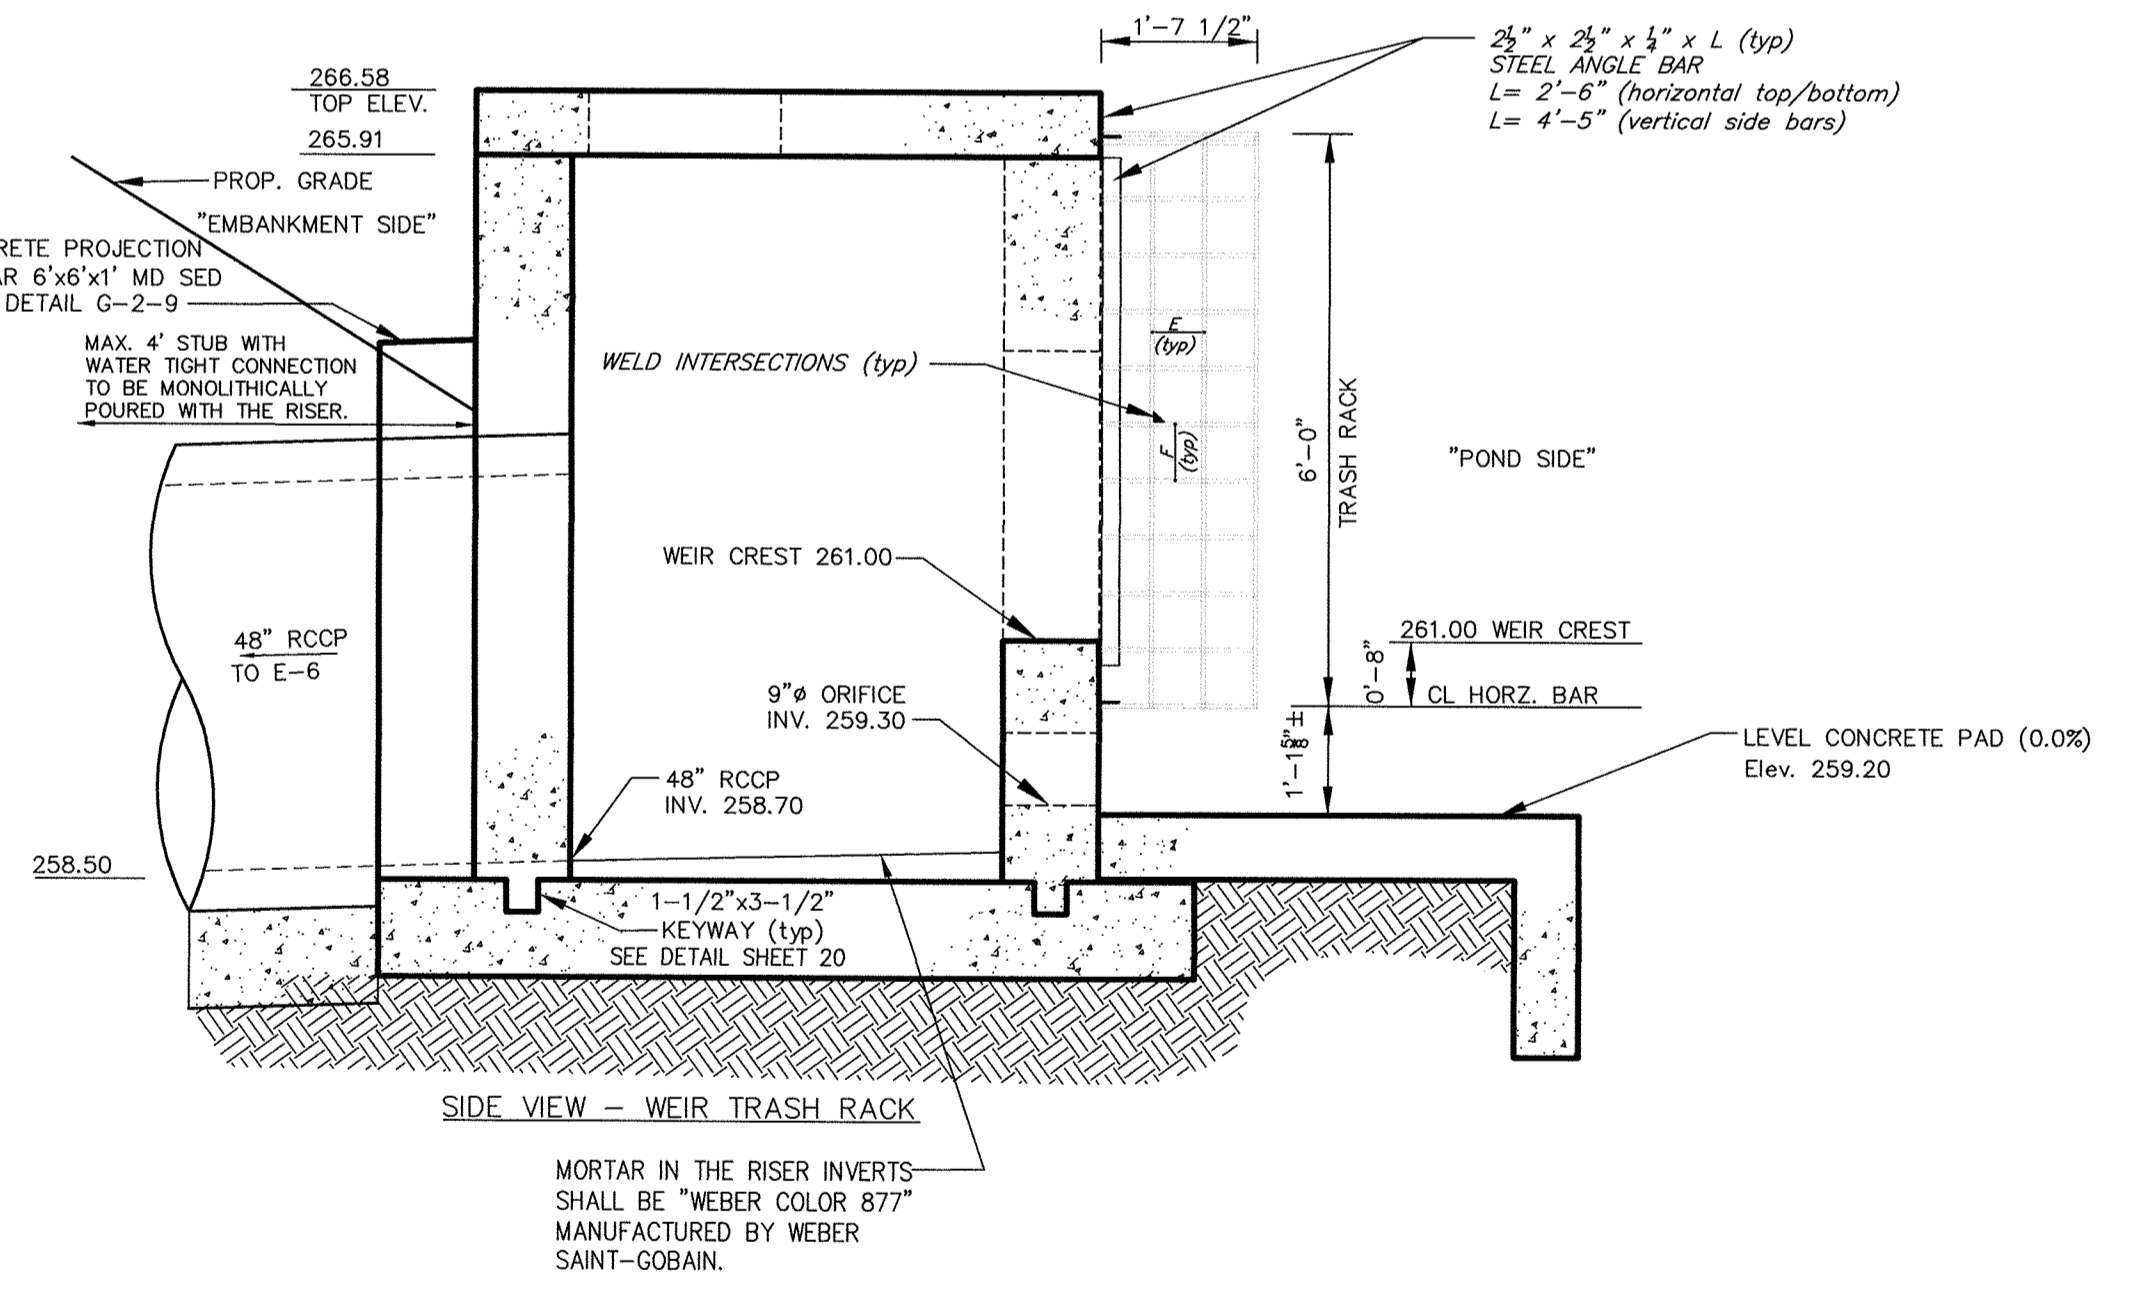 1'-7 1/2"
2½" x 2½" x ¼" x L (typ)
STEEL ANGLE BAR
L= 2'-6" (horizontal top/bottom)
L= 4'-5" (vertical side bars)
266.58
TOP ELEV.
265.91
PROP. GRADE
"EMBANKMENT SIDE"
RETE PROJECTION
AR 6'x6'x1' MD SED
DETAIL G-2-9
MAX. 4' STUB WITH
WATER TIGHT CONNECTION
TO BE MONOLITHICALLY
POURED WITH THE RISER.
WELD INTERSECTIONS (typ)
E
(typ)
F
(typ)
6'-0"
TRASH RACK
"POND SIDE"
WEIR CREST 261.00
48" RCCP
TO E-6
9"ø ORIFICE
INV. 259.30
261.00 WEIR CREST
0'-8"
CL HORZ. BAR
LEVEL CONCRETE PAD (0.0%)
Elev. 259.20
48" RCCP
INV. 258.70
258.50
1-1/2"x3-1/2"
KEYWAY (typ)
SEE DETAIL SHEET 20
SIDE VIEW - WEIR TRASH RACK
MORTAR IN THE RISER INVERTS
SHALL BE "WEBER COLOR 877"
MANUFACTURED BY WEBER
SAINT-GOBAIN.